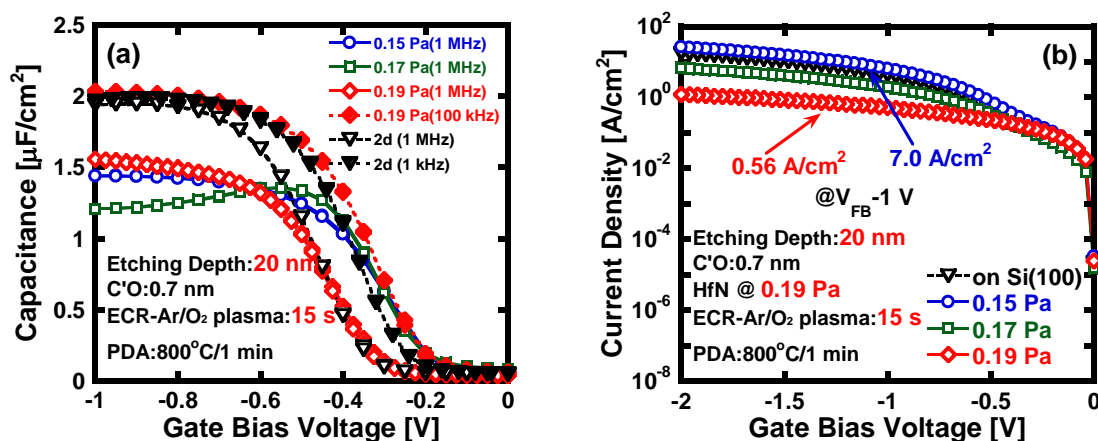 (a)
2.5
2
1.5
1
0.5
0
Capacitance [μF/cm²]
0.15 Pa(1 MHz)
0.17 Pa(1 MHz)
0.19 Pa(1 MHz)
0.19 Pa(100 kHz)
2d (1 MHz)
2d (1 kHz)
Etching Depth:20 nm
C'O:0.7 nm
ECR-Ar/O₂ plasma:15 s
PDA:800°C/1 min
-1 -0.8 -0.6 -0.4 -0.2 0
Gate Bias Voltage [V]
(b)
10²
10⁰
10⁻²
10⁻⁴
10⁻⁶
10⁻⁸
Current Density [A/cm²]
0.56 A/cm²
7.0 A/cm²
@V_FB-1 V
Etching Depth:20 nm
C'O:0.7 nm
HfN @ 0.19 Pa
ECR-Ar/O₂ plasma:15 s
PDA:800°C/1 min
on Si(100)
0.15 Pa
0.17 Pa
0.19 Pa
-2 -1.5 -1 -0.5 0
Gate Bias Voltage [V]